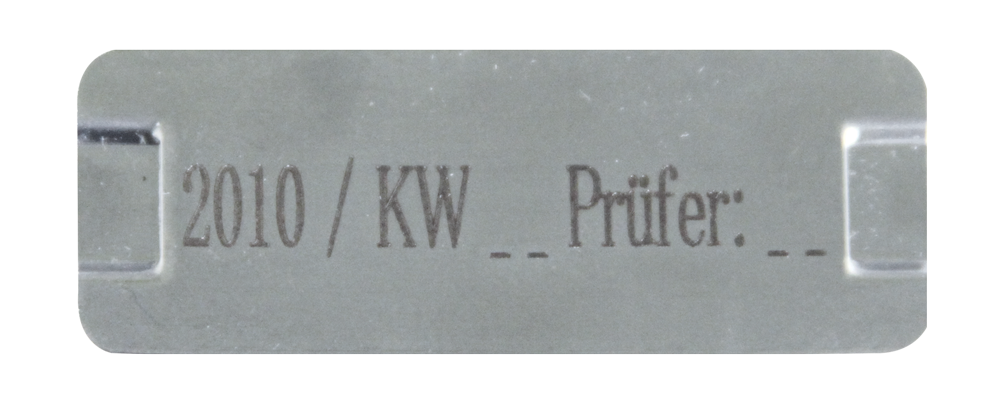 2010 / KW _ _ Prüfer: _ _